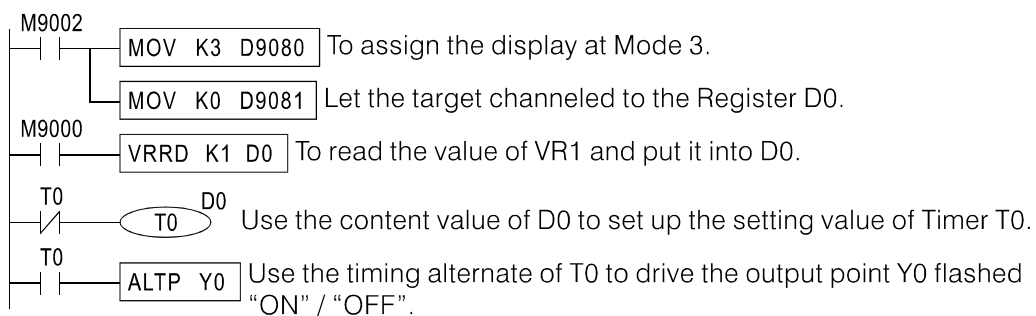 M9002
MOV K3 D9080 To assign the display at Mode 3.
MOV K0 D9081 Let the target channeled to the Register D0.
M9000
VRRD K1 D0 To read the value of VR1 and put it into D0.
T0
D0
T0 Use the content value of D0 to set up the setting value of Timer T0.
T0
ALTP Y0 Use the timing alternate of T0 to drive the output point Y0 flashed
“ON” / “OFF”.